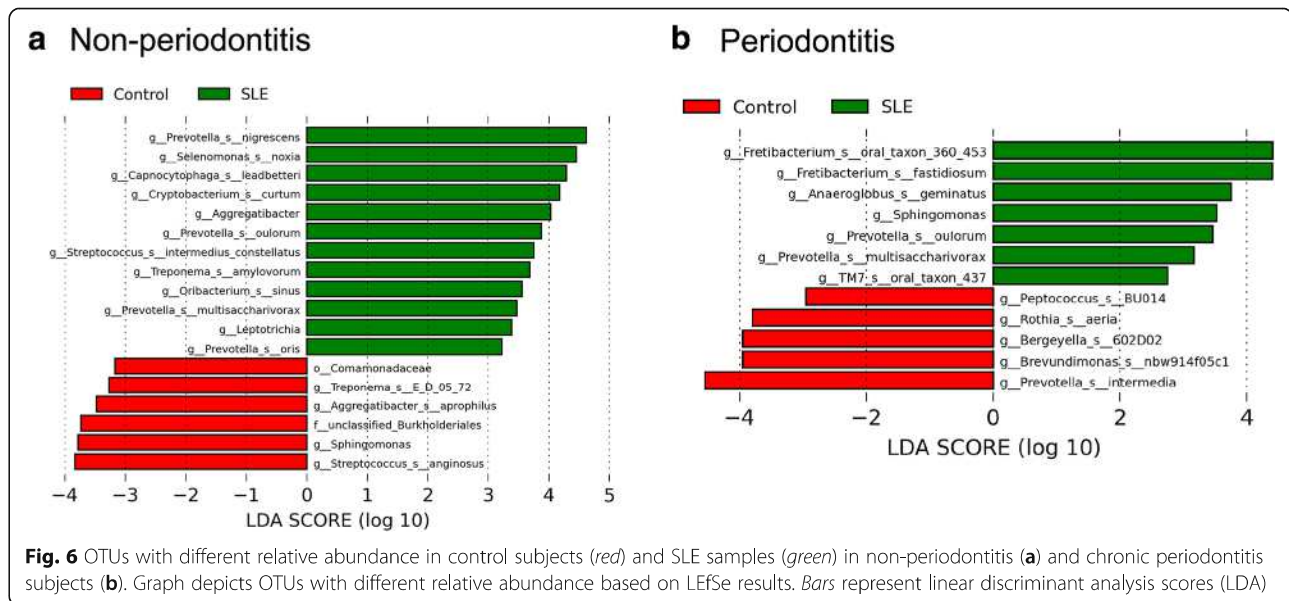 a Non-periodontitis
Control SLE
g__Prevotella_s__nigrescens
g__Selenomonas_s__noxia
g__Capnocytophaga_s__leadbetteri
g__Cryptobacterium_s__curtum
g__Aggregatibacter
g__Prevotella_s__oulorum
g__Streptococcus_s__intermedius_constellatus
g__Treponema_s__amylovorum
g__Oribacterium_s__sinus
g__Prevotella_s__multisaccharivorax
g__Leptotrichia
g__Prevotella_s__oris
o__Comamonadaceae
g__Treponema_s__E_D_05_72
g__Aggregatibacter_s__aprophilus
f__unclassified_Burkholderiales
g__Sphingomonas
g__Streptococcus_s__anginosus
−4 −3 −2 −1 0 1 2 3 4 5
LDA SCORE (log 10)
b Periodontitis
Control SLE
g__Fretibacterium_s__oral_taxon_360_453
g__Fretibacterium_s__fastidiosum
g__Anaeroglobus_s__geminatus
g__Sphingomonas
g__Prevotella_s__oulorum
g__Prevotella_s__multisaccharivorax
g__TM7_s__oral_taxon_437
g__Peptococcus_s__BU014
g__Rothia_s__aeria
g__Bergeyella_s__602D02
g__Brevundimonas_s__nbw914f05c1
g__Prevotella_s__intermedia
−4 −2 0 2 4
LDA SCORE (log 10)
Fig. 6 OTUs with different relative abundance in control subjects (red) and SLE samples (green) in non-periodontitis (a) and chronic periodontitis
subjects (b). Graph depicts OTUs with different relative abundance based on LEfSe results. Bars represent linear discriminant analysis scores (LDA)